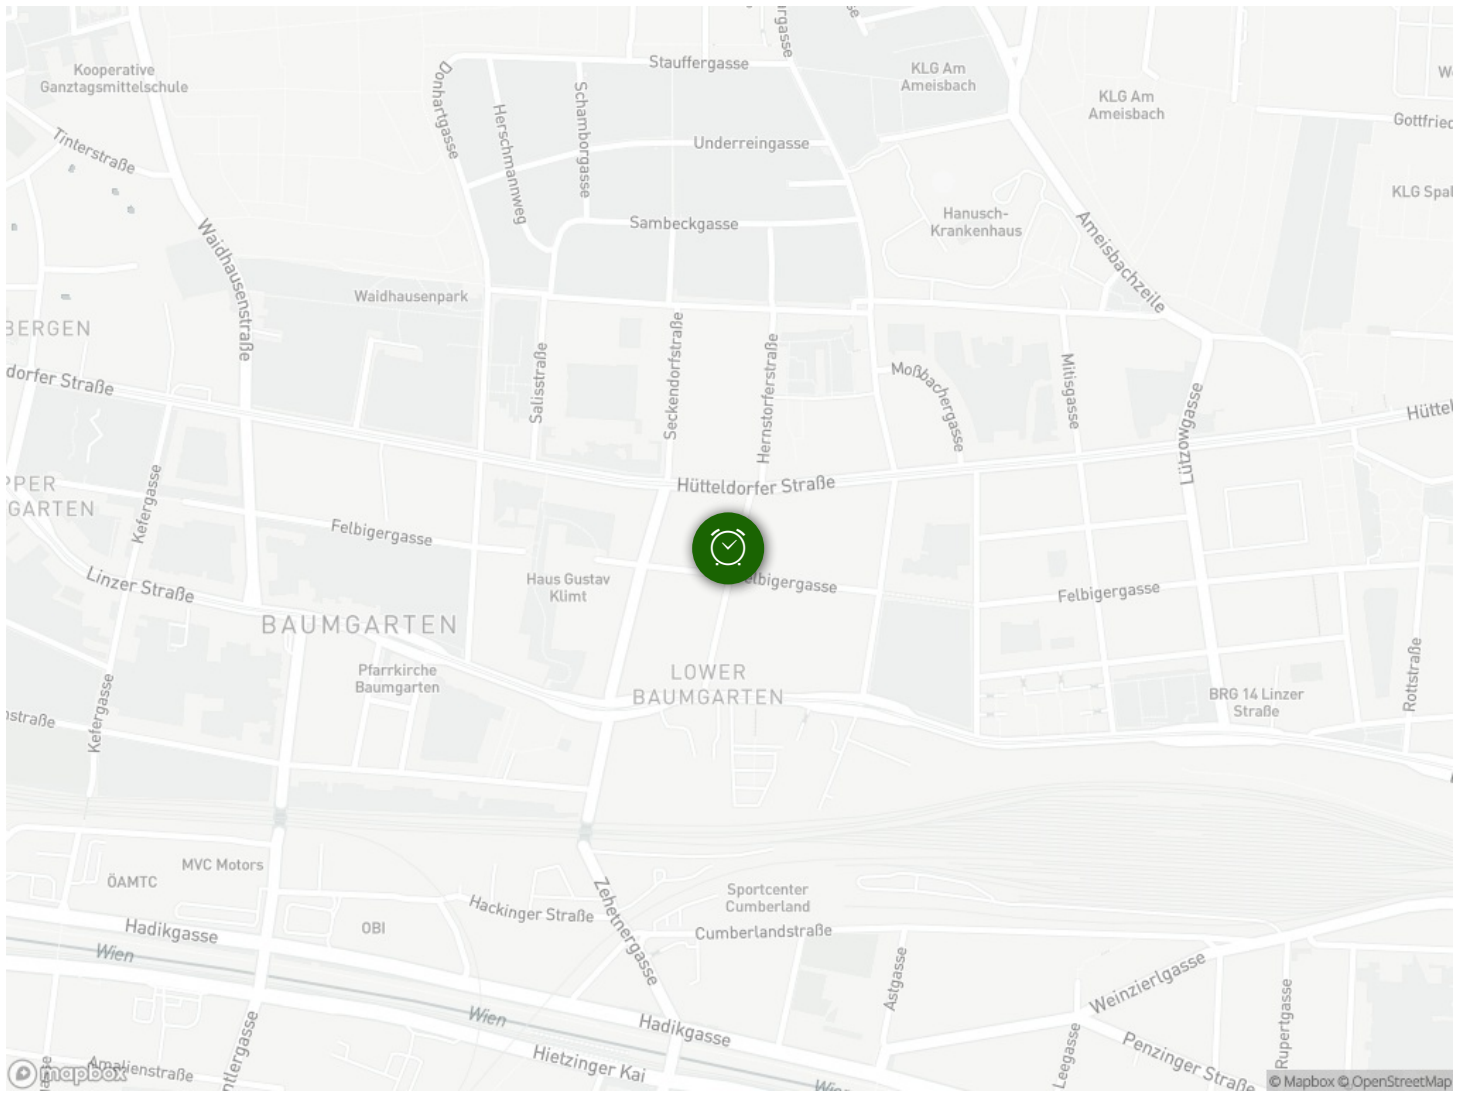 Stauffergasse
Kooperative
Ganztagsmittelschule
KLG Am
Ameisbach
KLG Am
Ameisbach
Gottfried
Donhartgasse
Herschmannweg
Schamborgasse
Underreingasse
Tinterstraße
KLG Spal
Sambeckgasse
Hanusch-
Krankenhaus
Ameisbachzeile
Waidhausenstraße
Waidhausenpark
BERGEN
dorfer Straße
Salisstraße
Seckendorfstraße
Hernstorferstraße
Moßbachergasse
Mitisgasse
Lützowgasse
Hüttel
Hütteldorfer Straße
PPER
GARTEN
Kefergasse
Felbigergasse
Linzer Straße
Haus Gustav
Klimt
elbigergasse
Felbigergasse
BAUMGARTEN
Pfarrkirche
Baumgarten
LOWER
BAUMGARTEN
BRG 14 Linzer
Straße
Rottstraße
Kefergasse
nstraße
MVC Motors
ÖAMTC
Zehetnergasse
Sportcenter
Cumberland
Hackinger Straße
OBI
Hadikgasse
Cumberlandstraße
Wien
Astgasse
Weinzierlgasse
Rupertgasse
Wien
Hadikgasse
Hietzinger Kai
Leegasse
Penzinger Straße
Amalienstraße
ntlergasse
Wien
mapbox
© Mapbox © OpenStreetMap